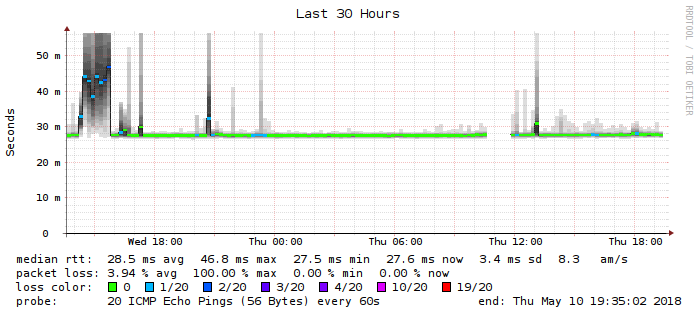 Last 30 Hours
RRDTOOL / TOBI OETIKER
Seconds
50 m
40 m
30 m
20 m
10 m
0
Wed 18:00 Thu 00:00 Thu 06:00 Thu 12:00 Thu 18:00
median rtt: 28.5 ms avg 46.8 ms max 27.5 ms min 27.6 ms now 3.4 ms sd 8.3 am/s
packet loss: 3.94 % avg 100.00 % max 0.00 % min 0.00 % now
loss color: 0 1/20 2/20 3/20 4/20 10/20 19/20
probe: 20 ICMP Echo Pings (56 Bytes) every 60s end: Thu May 10 19:35:02 2018